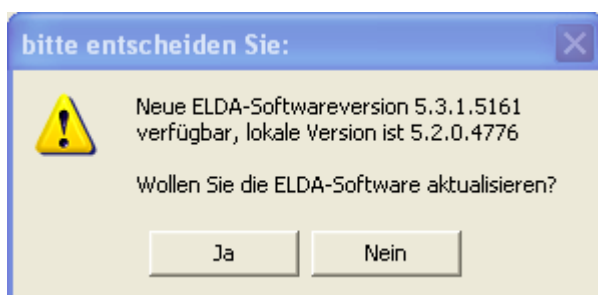 bitte entscheiden Sie:
Neue ELDA-Softwareversion 5.3.1.5161
verfügbar, lokale Version ist 5.2.0.4776
Wollen Sie die ELDA-Software aktualisieren?
Ja
Nein